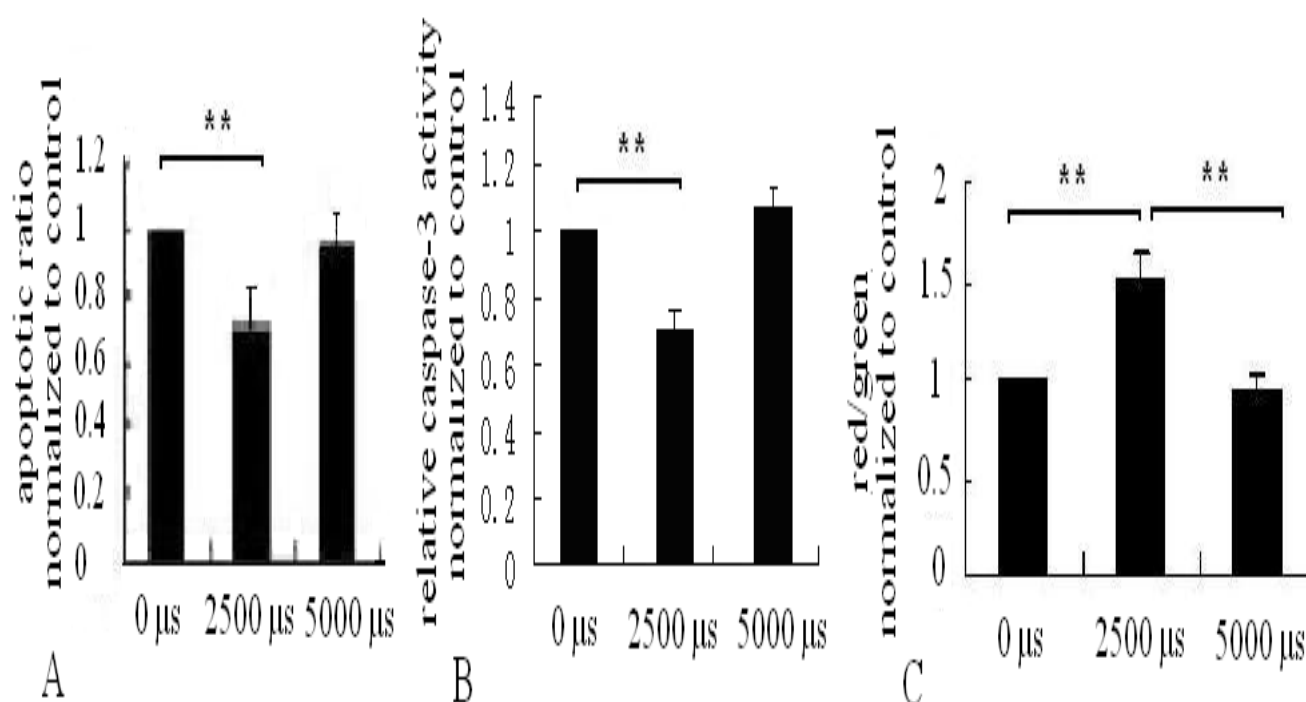 apoptotic ratio
normalized to control
**
1.2
1
0.8
0.6
0.4
0.2
0
0 μs 2500 μs 5000 μs
A
relative caspase-3 activity
normalized to control
**
1.4
1.2
1
0.8
0.6
0.4
0.2
0
0 μs 2500 μs 5000 μs
B
red/green
normalized to control
** **
2
1.5
1
0.5
0
0 μs 2500 μs 5000 μs
C